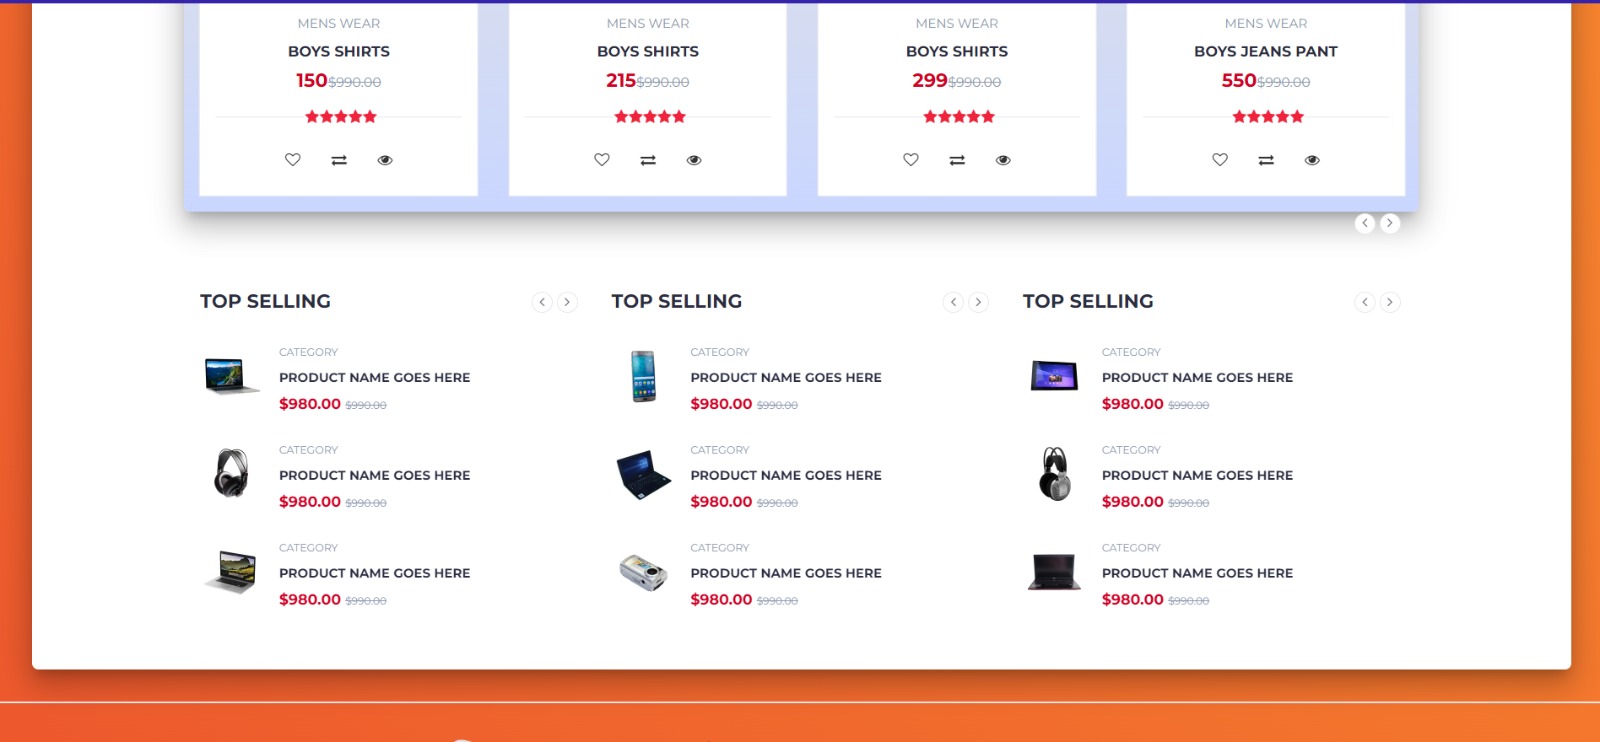 MENS WEAR
BOYS SHIRTS
150$990.00
MENS WEAR
BOYS SHIRTS
215$990.00
MENS WEAR
BOYS SHIRTS
299$990.00
MENS WEAR
BOYS JEANS PANT
550$990.00
TOP SELLING
CATEGORY
PRODUCT NAME GOES HERE
$980.00 $990.00
CATEGORY
PRODUCT NAME GOES HERE
$980.00 $990.00
CATEGORY
PRODUCT NAME GOES HERE
$980.00 $990.00
TOP SELLING
CATEGORY
PRODUCT NAME GOES HERE
$980.00 $990.00
CATEGORY
PRODUCT NAME GOES HERE
$980.00 $990.00
CATEGORY
PRODUCT NAME GOES HERE
$980.00 $990.00
TOP SELLING
CATEGORY
PRODUCT NAME GOES HERE
$980.00 $990.00
CATEGORY
PRODUCT NAME GOES HERE
$980.00 $990.00
CATEGORY
PRODUCT NAME GOES HERE
$980.00 $990.00